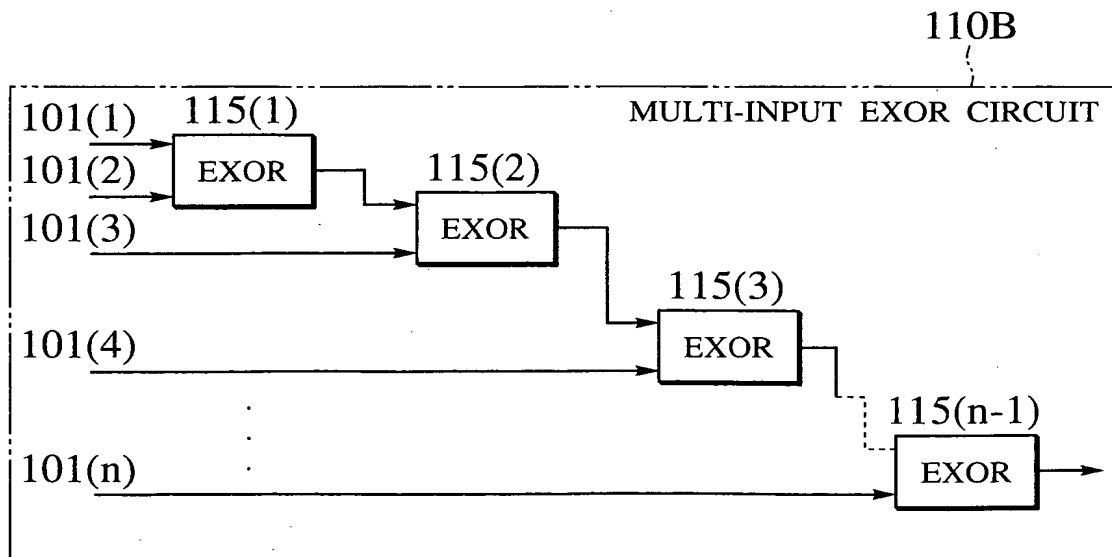 110B
MULTI-INPUT EXOR CIRCUIT
101(1)
115(1)
EXOR
101(2)
115(2)
EXOR
101(3)
115(3)
EXOR
101(4)
115(n-1)
EXOR
101(n)